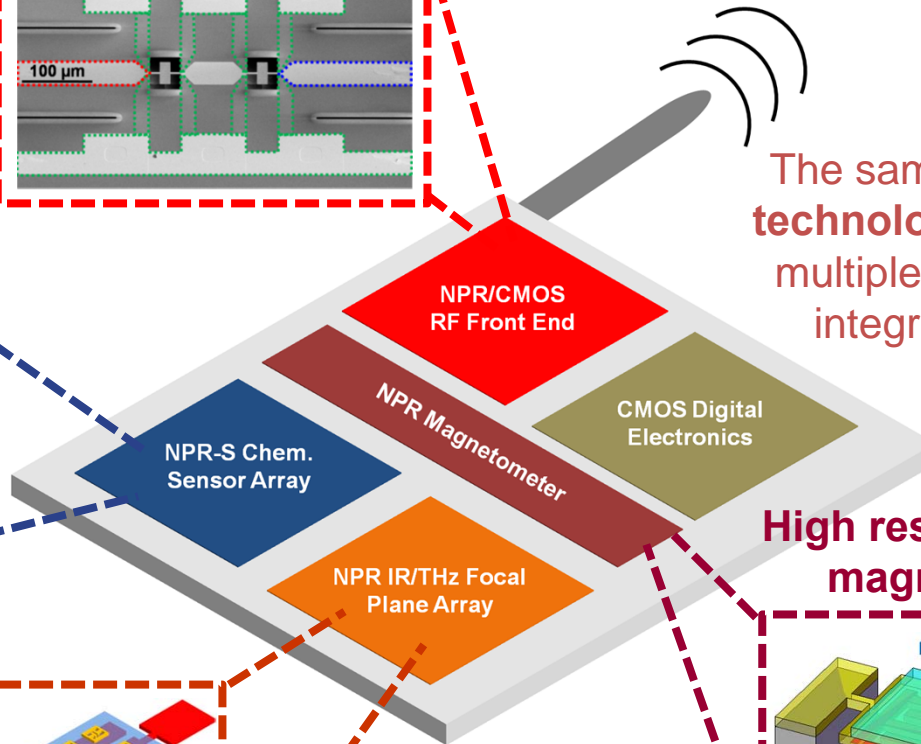 100 µm
The sam
technolo
multiple
integr
NPR/CMOS
RF Front End
NPR Magnetometer
CMOS Digital
Electronics
NPR-S Chem.
Sensor Array
High res
magn
NPR IR/THz Focal
Plane Array